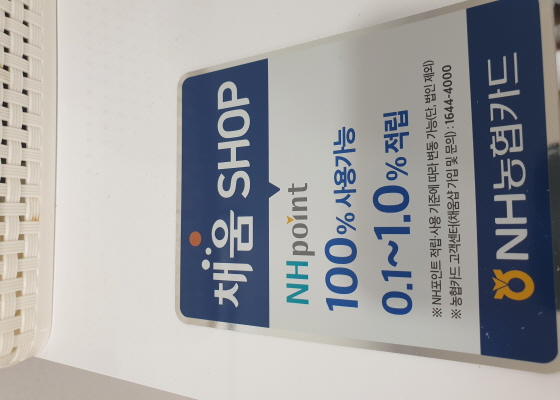 채움 SHOP
NH point
100% 사용가능
0.1~1.0% 적립
※ NH포인트 적립·사용 기준에 따라 변동 가능(단, 법인 제외)
※ 농협카드 고객센터(채움샵 가입 및 문의) : 1644-4000
NH농협카드